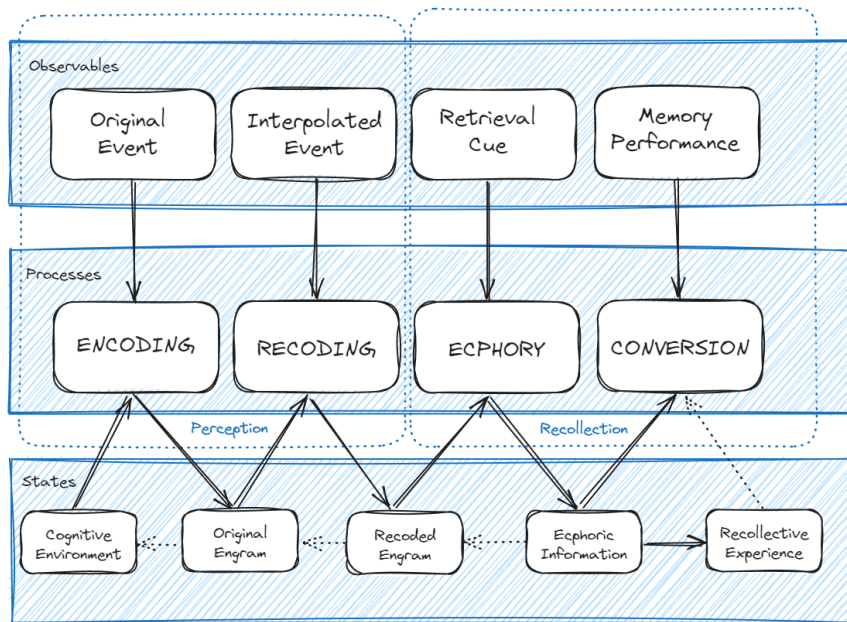 Observables
Original
Event
Interpolated
Event
Retrieval
Cue
Memory
Performance
Processes
ENCODING
RECODING
ECPHORY
CONVERSION
Perception
Recollection
States
Cognitive
Environment
Original
Engram
Recoded
Engram
Ecphoric
Information
Recollective
Experience